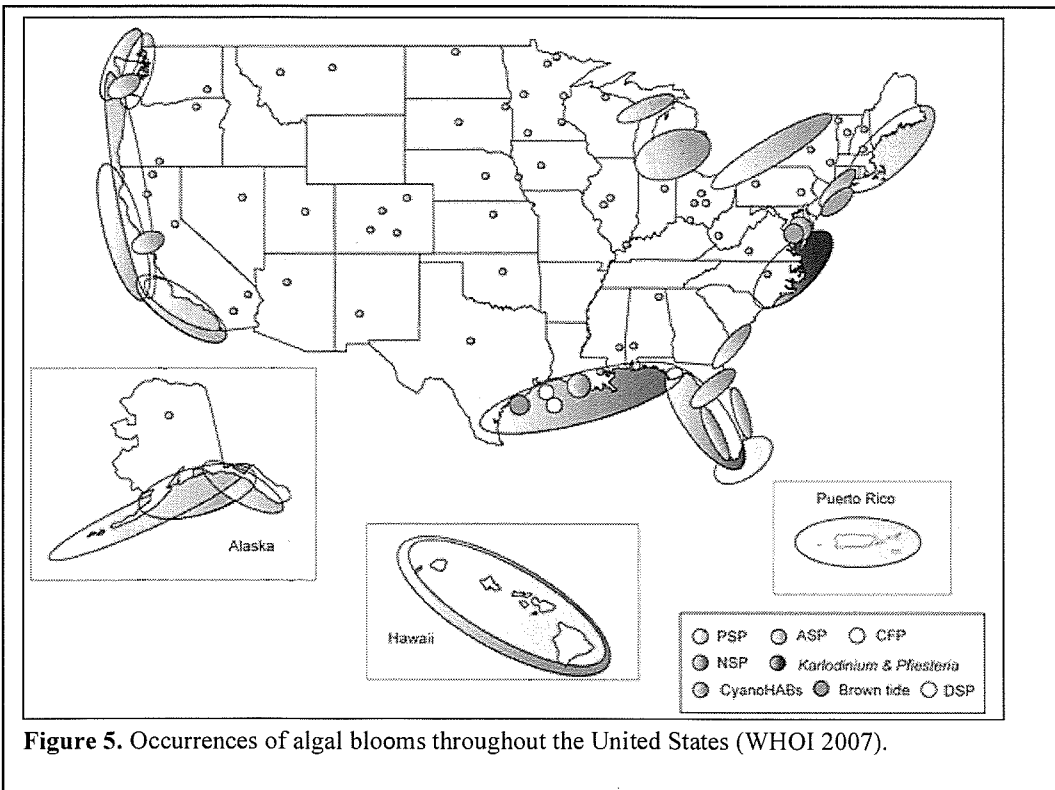 Alaska
Hawaii
Puerto Rico
PSP ASP CFP
NSP Karlodinium & Pfiesteria
CyanoHABs Brown tide DSP
Figure 5. Occurrences of algal blooms throughout the United States (WHOI 2007).